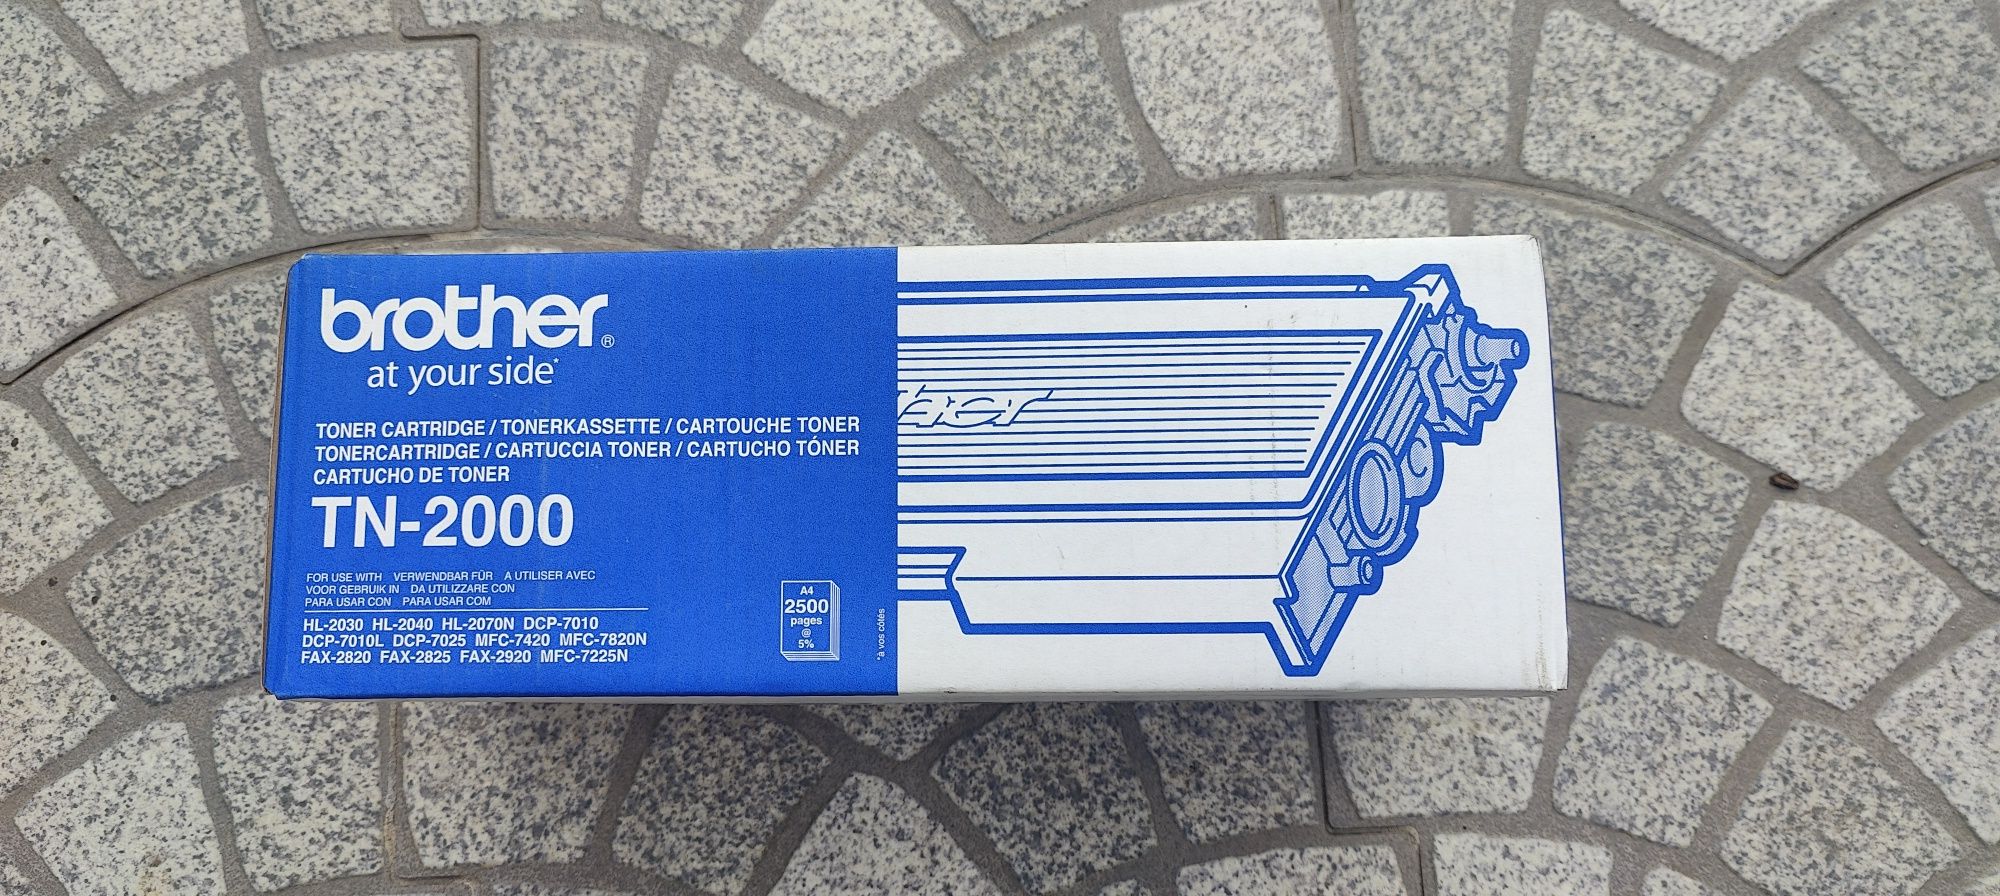 brother®
at your side*
TONER CARTRIDGE / TONERKASSETTE / CARTOUCHE TONER
TONERCARTRIDGE / CARTUCCIA TONER / CARTUCHO TÓNER
CARTUCHO DE TONER
TN-2000
FOR USE WITH VERWENDBAR FÜR A UTILISER AVEC
VOOR GEBRUIK IN DA UTILIZZARE CON
PARA USAR CON PARA USAR COM
HL-2030 HL-2040 HL-2070N DCP-7010
DCP-7010L DCP-7025 MFC-7420 MFC-7820N
FAX-2820 FAX-2825 FAX-2920 MFC-7225N
A4
2500
pages
@
5%
*à vos côtés